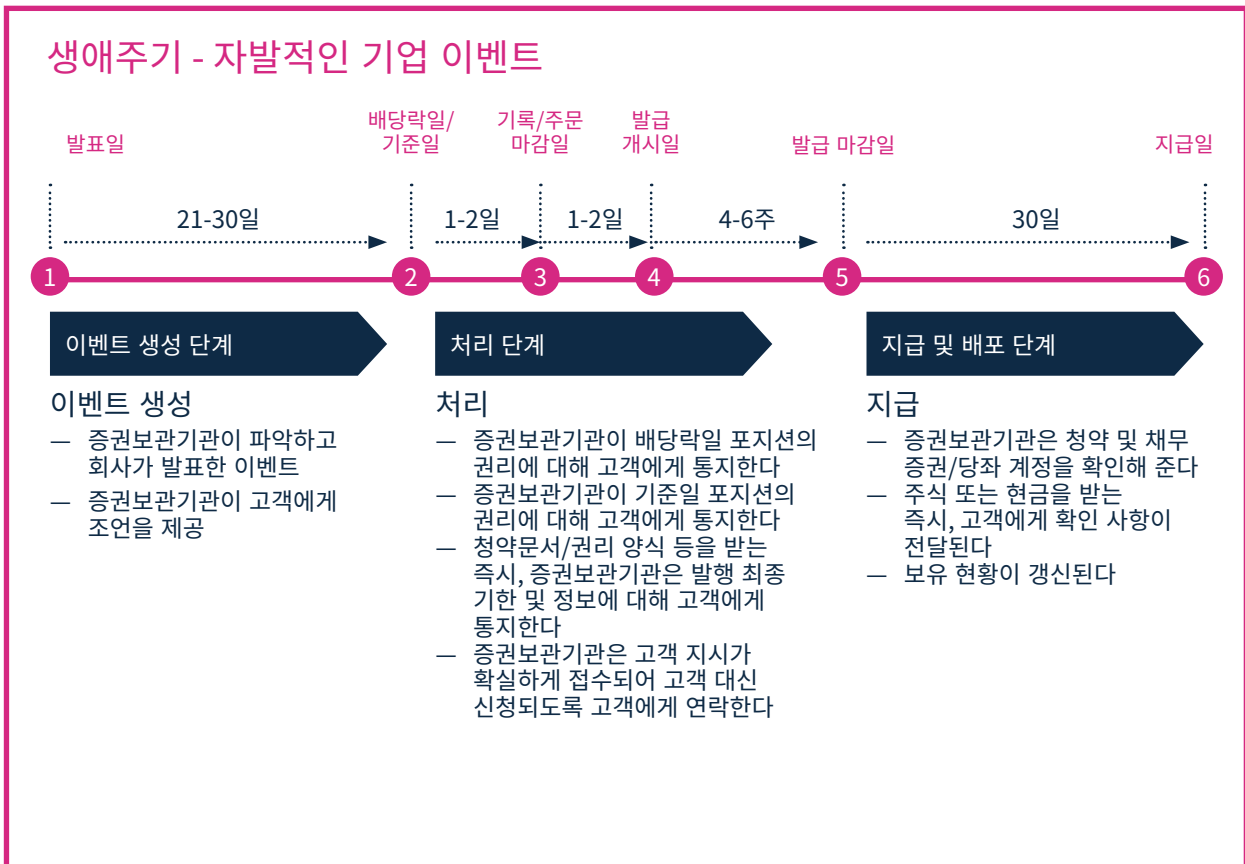 생애주기 - 자발적인 기업 이벤트
발표일
배당락일/
기준일
기록/주문
마감일
발급
개시일
발급 마감일
지급일
21-30일
1-2일
1-2일
4-6주
30일
1
2
3
4
5
6
이벤트 생성 단계
이벤트 생성
— 증권보관기관이 파악하고
회사가 발표한 이벤트
— 증권보관기관이 고객에게
조언을 제공
처리 단계
처리
— 증권보관기관이 배당락일 포지션의
권리에 대해 고객에게 통지한다
— 증권보관기관이 기준일 포지션의
권리에 대해 고객에게 통지한다
— 청약문서/권리 양식 등을 받는
즉시, 증권보관기관은 발행 최종
기한 및 정보에 대해 고객에게
통지한다
— 증권보관기관은 고객 지시가
확실하게 접수되어 고객 대신
신청되도록 고객에게 연락한다
지급 및 배포 단계
지급
— 증권보관기관은 청약 및 채무
증권/당좌 계정을 확인해 준다
— 주식 또는 현금을 받는
즉시, 고객에게 확인 사항이
전달된다
— 보유 현황이 갱신된다